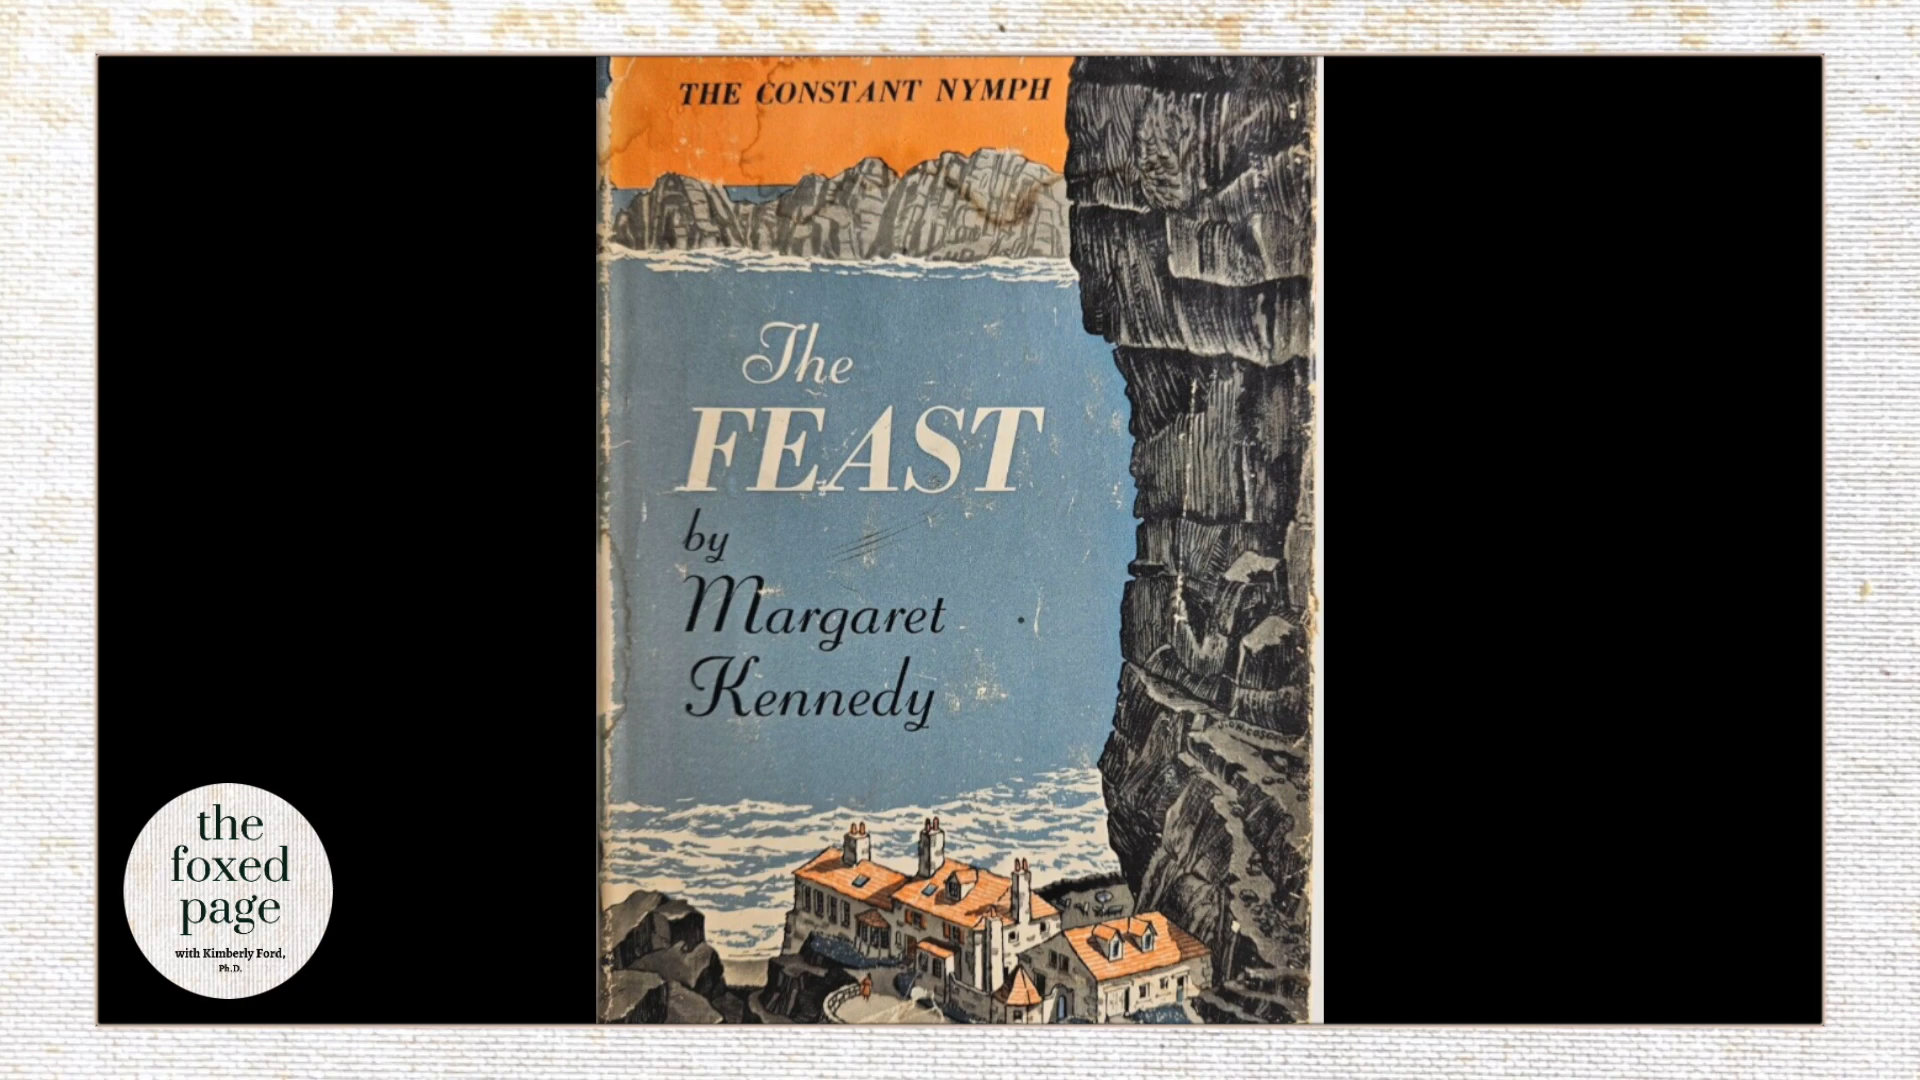 THE CONSTANT NYMPH
The
FEAST
by
Margaret
Kennedy
the
foxed
page
with Kimberly Ford,
Ph.D.